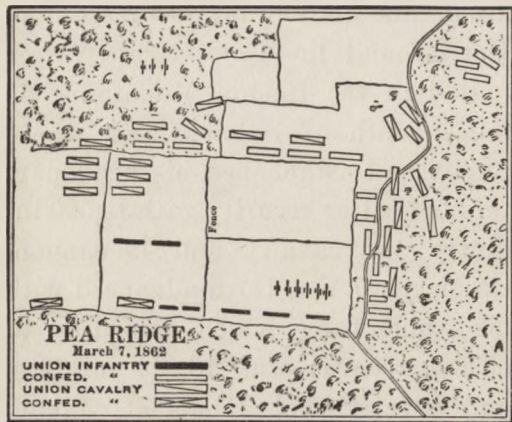 Fence
PEA RIDGE
March 7, 1862
UNION INFANTRY
CONFED. "
UNION CAVALRY
CONFED. "
A